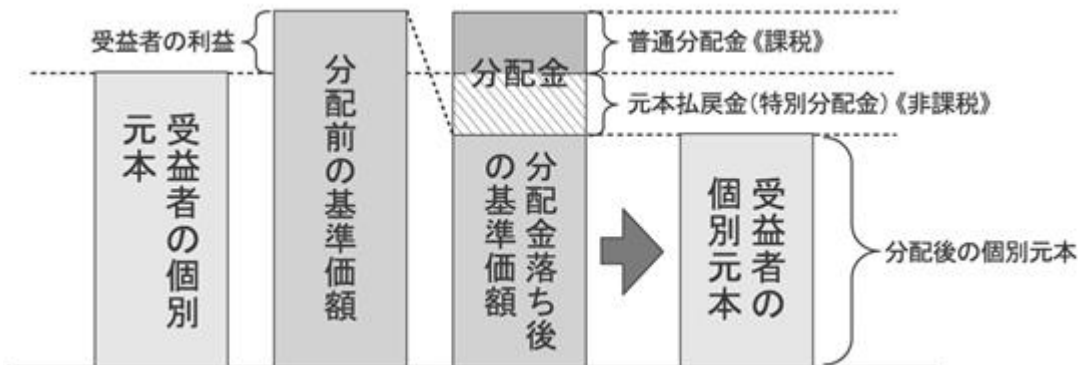 受益者の利益
受益者の個別
元本
分配前の基準価額
分配金
分配金落ち後
の基準価額
普通分配金《課税》
元本払戻金(特別分配金)《非課税》
受益者の
個別元本
分配後の個別元本